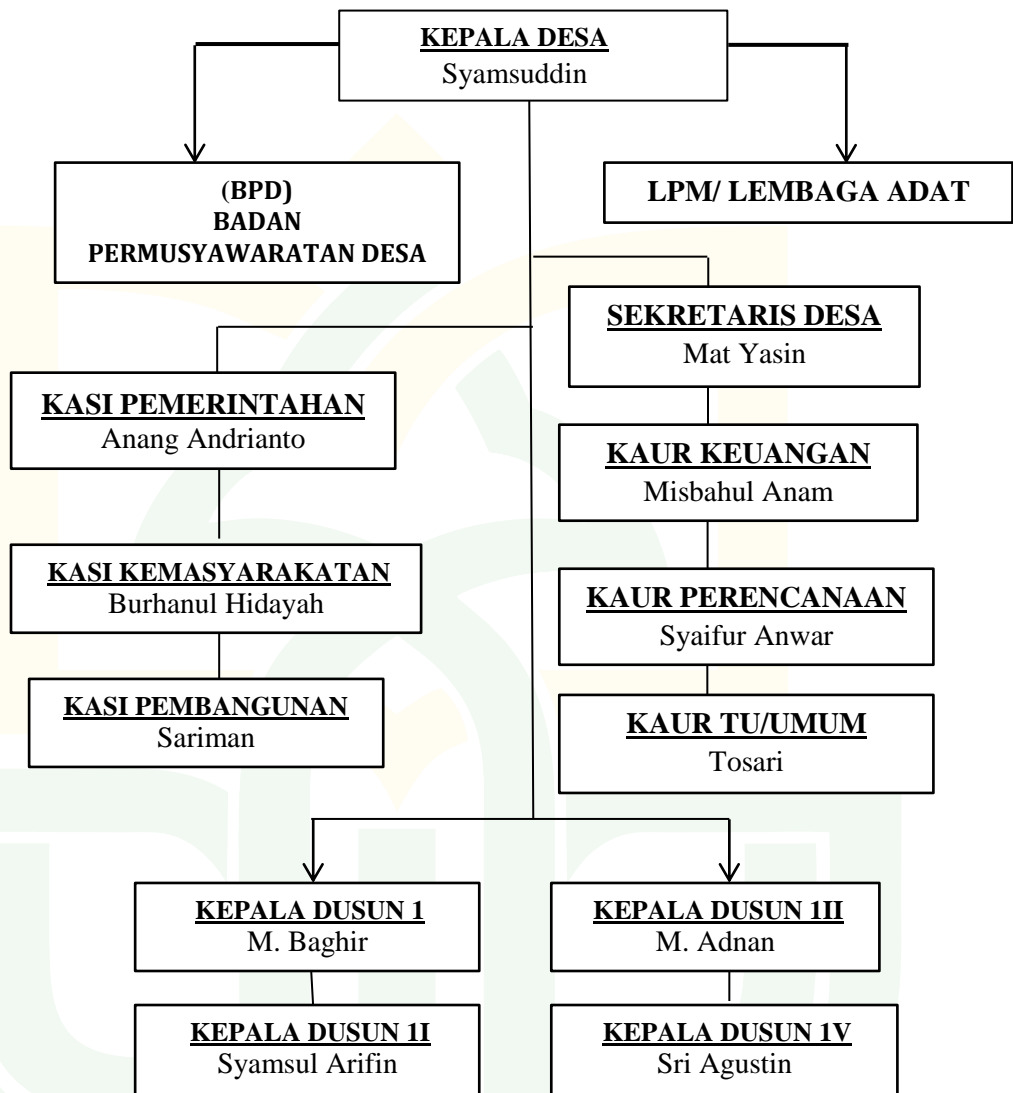 KEPALA DESA
Syamsuddin
(BPD)
BADAN
PERMUSYAWARATAN DESA
LPM/ LEMBAGA ADAT
SEKRETARIS DESA
Mat Yasin
KASI PEMERINTAHAN
Anang Andrianto
KAUR KEUANGAN
Misbahul Anam
KASI KEMASYARAKATAN
Burhanul Hidayah
KAUR PERENCANAAN
Syaifur Anwar
KASI PEMBANGUNAN
Sariman
KAUR TU/UMUM
Tosari
KEPALA DUSUN 1
M. Baghir
KEPALA DUSUN 1II
M. Adnan
KEPALA DUSUN 1I
Syamsul Arifin
KEPALA DUSUN 1V
Sri Agustin